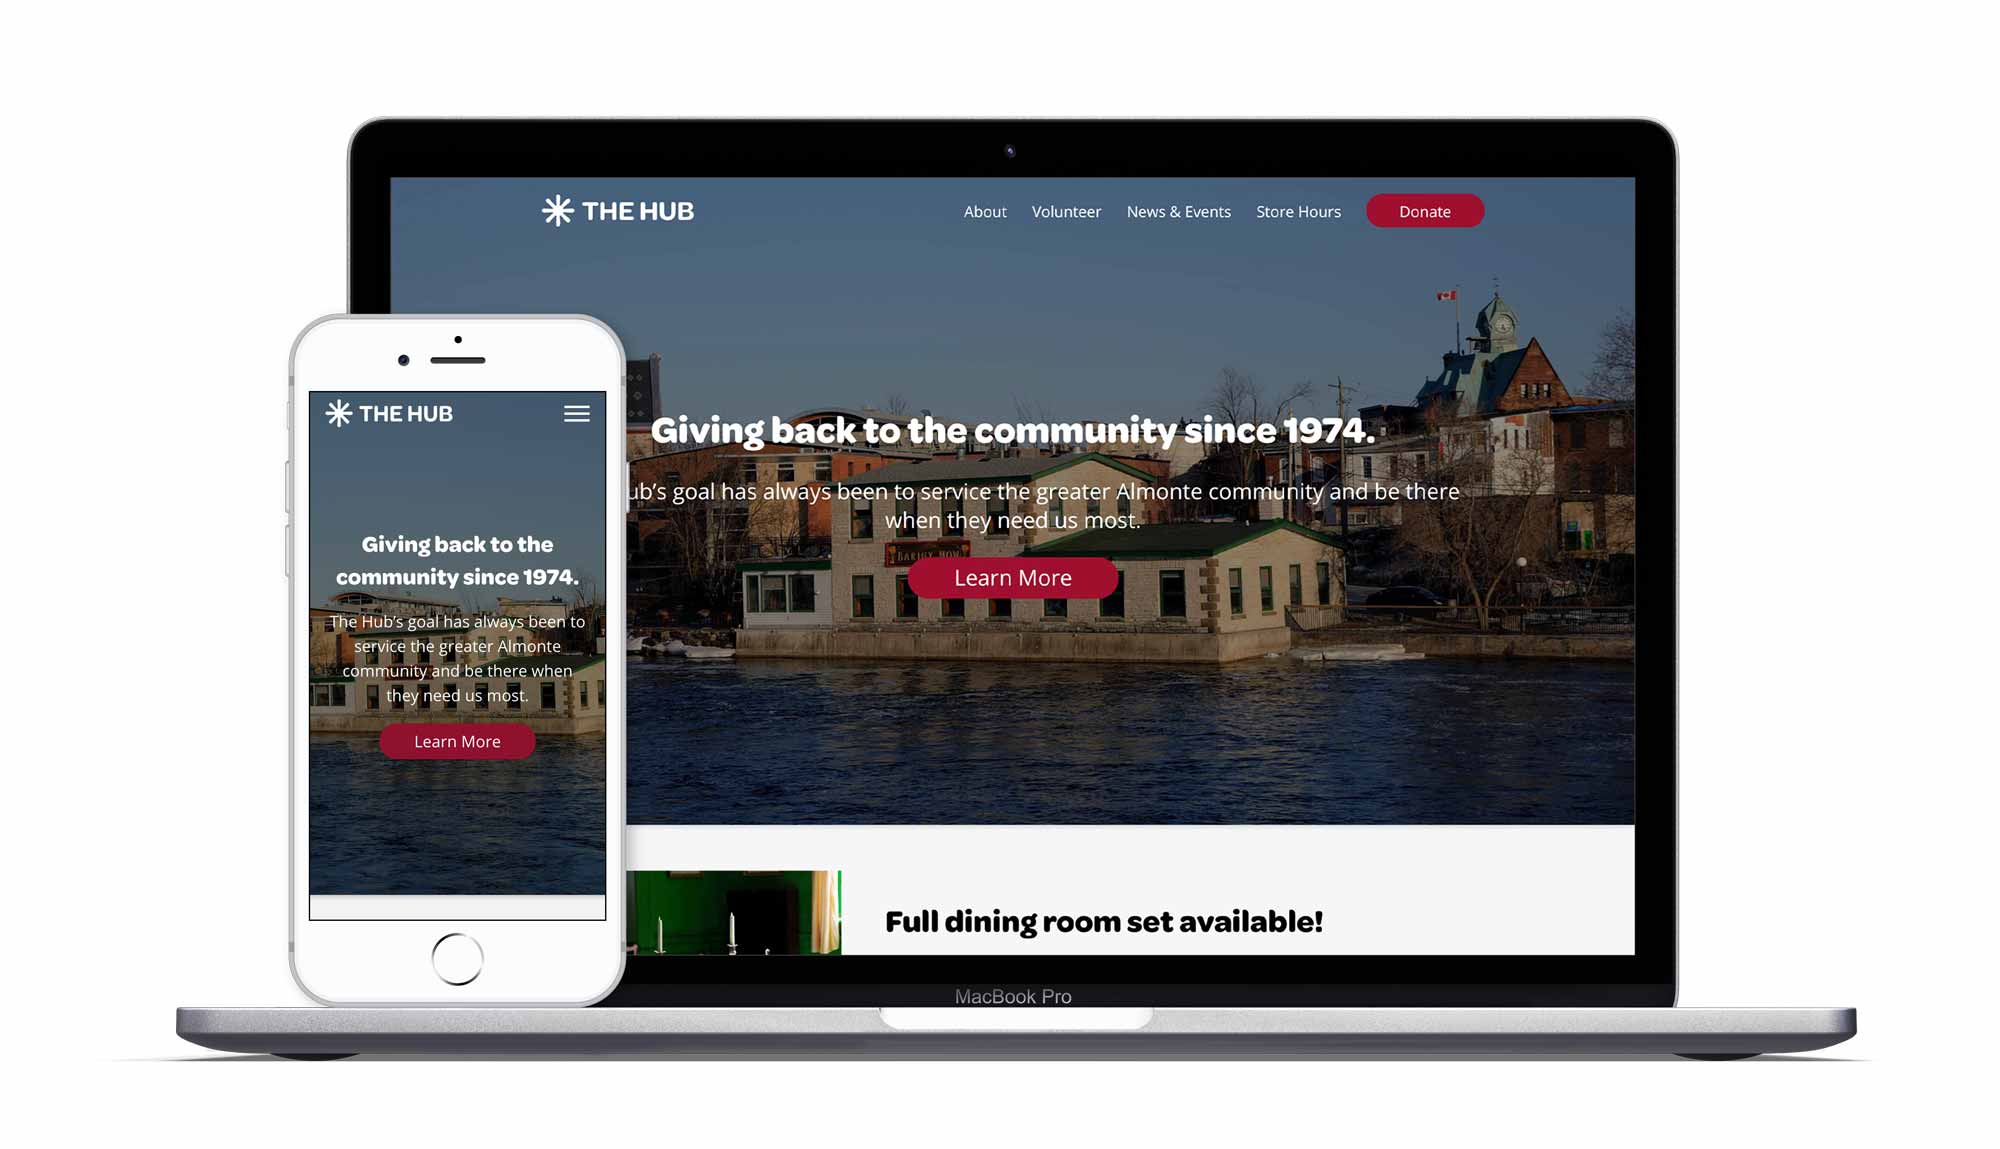 THE HUB
About Volunteer News & Events Store Hours Donate
Giving back to the community since 1974.
ub's goal has always been to service the greater Almonte community and be there
when they need us most.
Learn More
Full dining room set available!
MacBook Pro
THE HUB
Giving back to the
community since 1974.
The Hub's goal has always been to
service the greater Almonte
community and be there when
they need us most.
Learn More